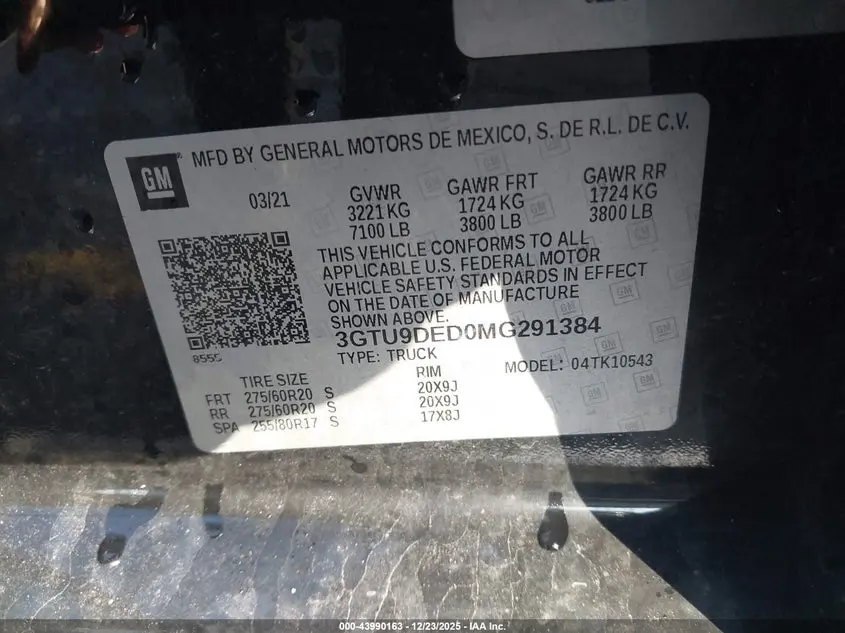 GM
MFD BY GENERAL MOTORS DE MEXICO, S. DE R.L. DE C.V.
03/21
GVWR GAWR FRT GAWR RR
3221 KG 1724 KG 1724 KG
7100 LB 3800 LB 3800 LB
THIS VEHICLE CONFORMS TO ALL
APPLICABLE U.S. FEDERAL MOTOR
VEHICLE SAFETY STANDARDS IN EFFECT
ON THE DATE OF MANUFACTURE
SHOWN ABOVE.
3GTU9DED0MG291384
TYPE: TRUCK MODEL: 04TK10543
TIRE SIZE RIM
FRT 275/60R20 S 20X9J
RR 275/60R20 S 20X9J
SPA 255/80R17 S 17X8J
000-43990163 - 12/23/2025 - IAA Inc.